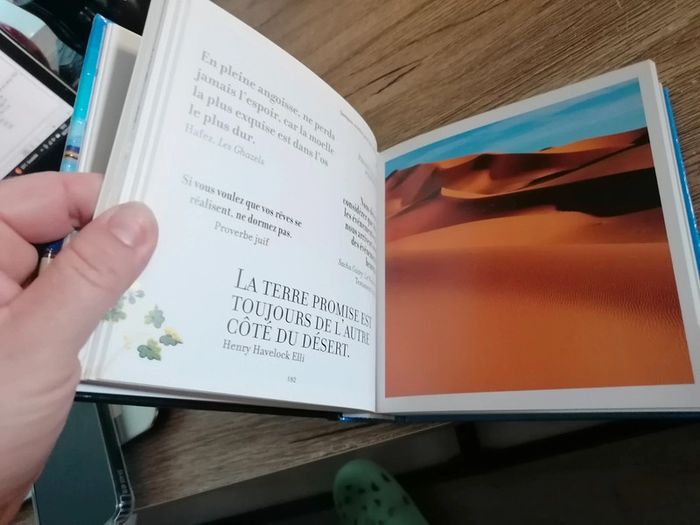 En pleine angoisse, ne perds
jamais l'espoir, car la moelle
la plus exquise est dans l'os
le plus dur.
Hafez, Les Ghazels
Si vous voulez que vos rêves se
réalisent, ne dormez pas.
Proverbe juif
LA TERRE PROMISE EST
TOUJOURS DE L'AUTRE
CÔTÉ DU DÉSERT.
Henry Havelock Elli
182